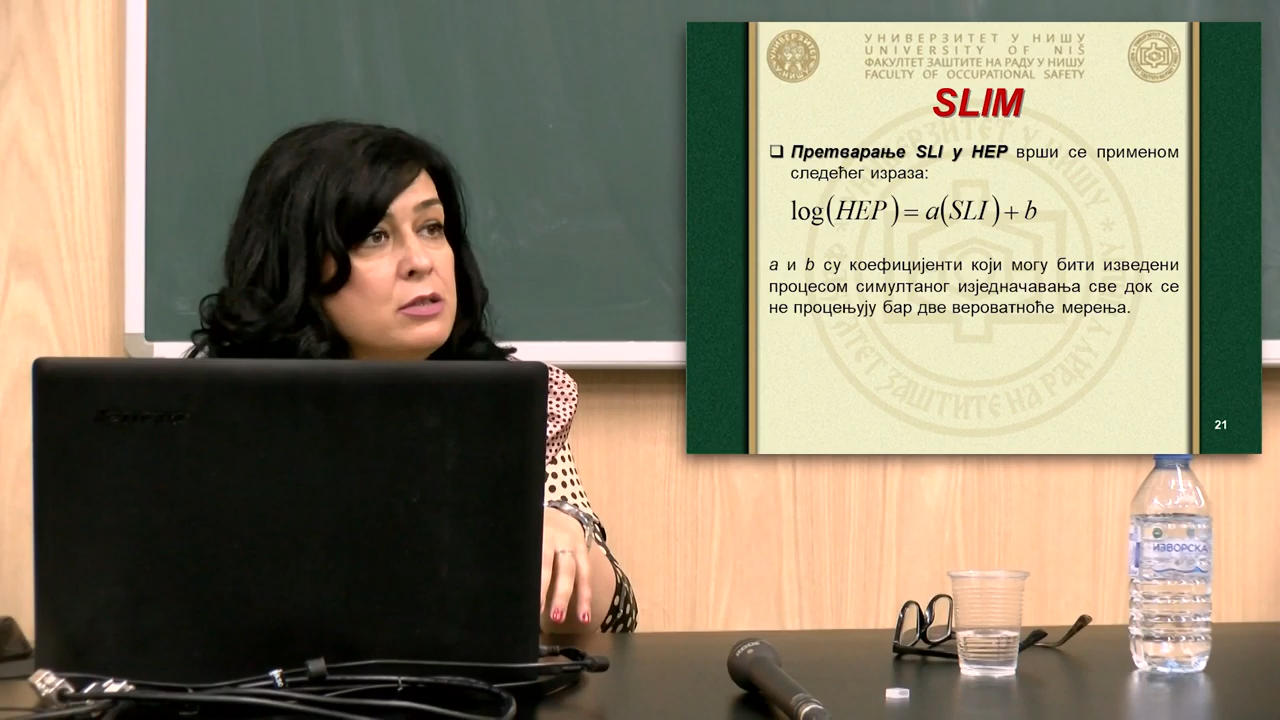 УНИВЕРЗИТЕТ У НИШУ
UNIVERSITY OF NIŠ
ФАКУЛТЕТ ЗАШТИТЕ НА РАДУ У НИШУ
FACULTY OF OCCUPATIONAL SAFETY
SLIM
❑ Претварање SLI у HEP врши се применом
следећег израза:
log(HEP) = a(SLI) + b
a и b су коефицијенти који могу бити изведени
процесом симултаног изједначавања све док се
не процењују бар две вероватноће мерења.
21
ИЗВОРСКА